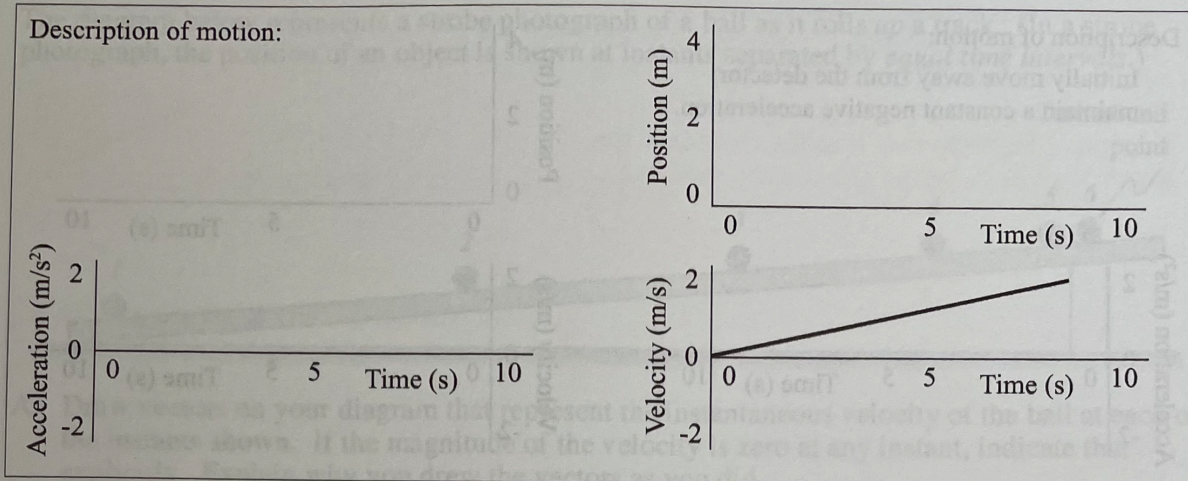 Description of motion:
Position (m)
4
2
0
0 5 Time (s) 10
Acceleration (m/s²)
2
0
-2
0 5 Time (s) 10
Velocity (m/s)
2
0
-2
0 5 Time (s) 10